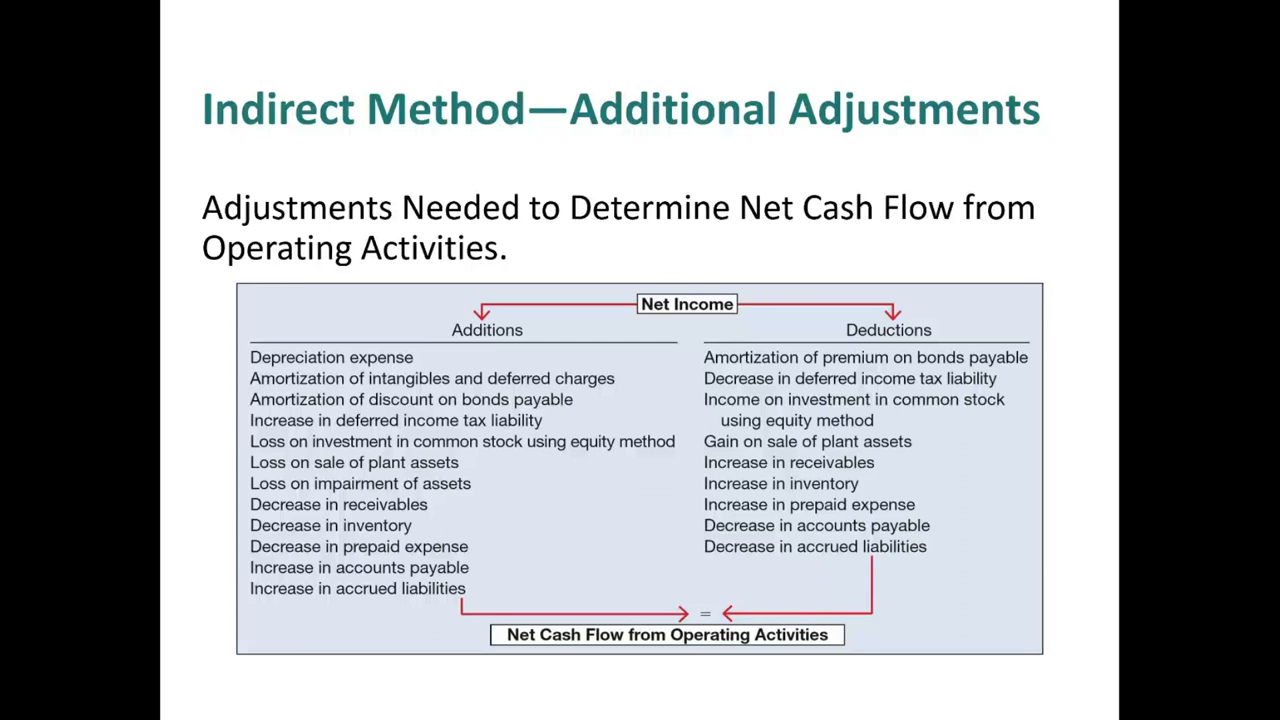 Indirect Method—Additional Adjustments
Adjustments Needed to Determine Net Cash Flow from
Operating Activities.
Net Income
Additions
Depreciation expense
Amortization of intangibles and deferred charges
Amortization of discount on bonds payable
Increase in deferred income tax liability
Loss on investment in common stock using equity method
Loss on sale of plant assets
Loss on impairment of assets
Decrease in receivables
Decrease in inventory
Decrease in prepaid expense
Increase in accounts payable
Increase in accrued liabilities
Deductions
Amortization of premium on bonds payable
Decrease in deferred income tax liability
Income on investment in common stock
using equity method
Gain on sale of plant assets
Increase in receivables
Increase in inventory
Increase in prepaid expense
Decrease in accounts payable
Decrease in accrued liabilities
=
Net Cash Flow from Operating Activities